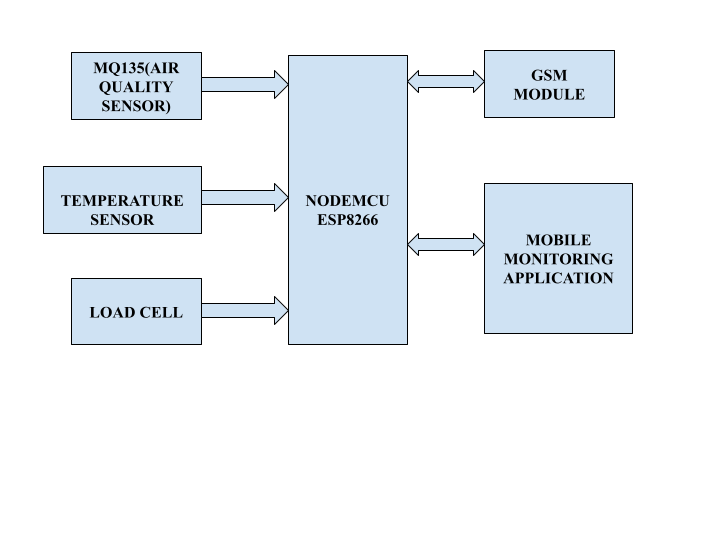 MQ135(AIR
QUALITY
SENSOR)
GSM
MODULE
TEMPERATURE
SENSOR
NODEMCU
ESP8266
MOBILE
MONITORING
APPLICATION
LOAD CELL